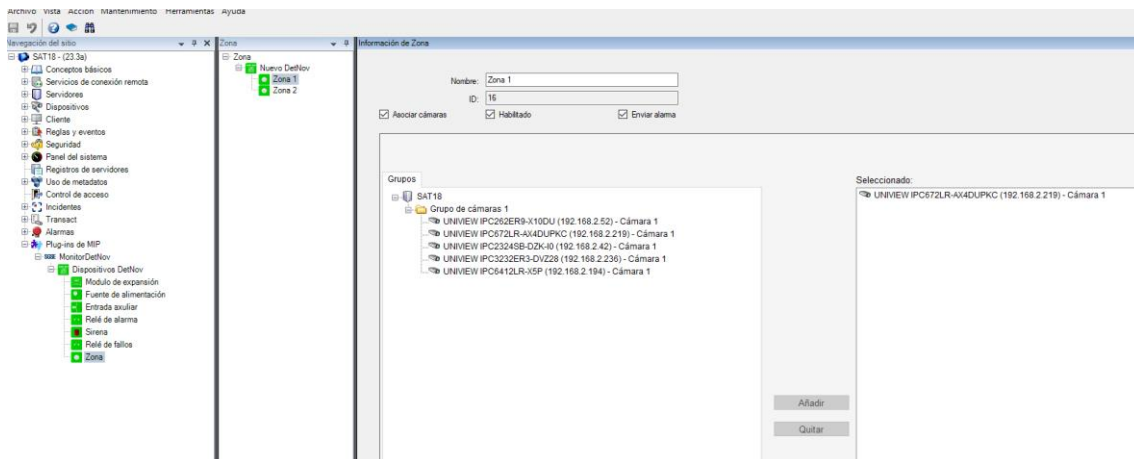 Archivo Vista Acción Mantenimiento Herramientas Ayuda
Navegación del sitio
SAT18 - (23.3a)
Conceptos básicos
Servicios de conexión remota
Servidores
Dispositivos
Cliente
Reglas y eventos
Seguridad
Panel del sistema
Registros de servidores
Uso de metadatos
Control de acceso
Incidentes
Transact
Alarmas
Plug-ins de MIP
MonitorDetNov
Dispositivos DetNov
Modulo de expansión
Fuente de alimentación
Entrada axuliar
Relé de alarma
Sirena
Relé de fallos
Zona
Zona
Zona
Nuevo DetNov
Zona 1
Zona 2
Información de Zona
Nombre: Zona 1
ID: 16
Asociar cámaras Habilitado Enviar alarma
Grupos
SAT18
Grupo de cámaras 1
UNIVIEW IPC262ER9-X10DU (192.168.2.52) - Cámara 1
UNIVIEW IPC672LR-AX4DUPKC (192.168.2.219) - Cámara 1
UNIVIEW IPC2324SB-DZK-I0 (192.168.2.42) - Cámara 1
UNIVIEW IPC3232ER3-DVZ28 (192.168.2.236) - Cámara 1
UNIVIEW IPC6412LR-X5P (192.168.2.194) - Cámara 1
Añadir
Quitar
Seleccionado:
UNIVIEW IPC672LR-AX4DUPKC (192.168.2.219) - Cámara 1